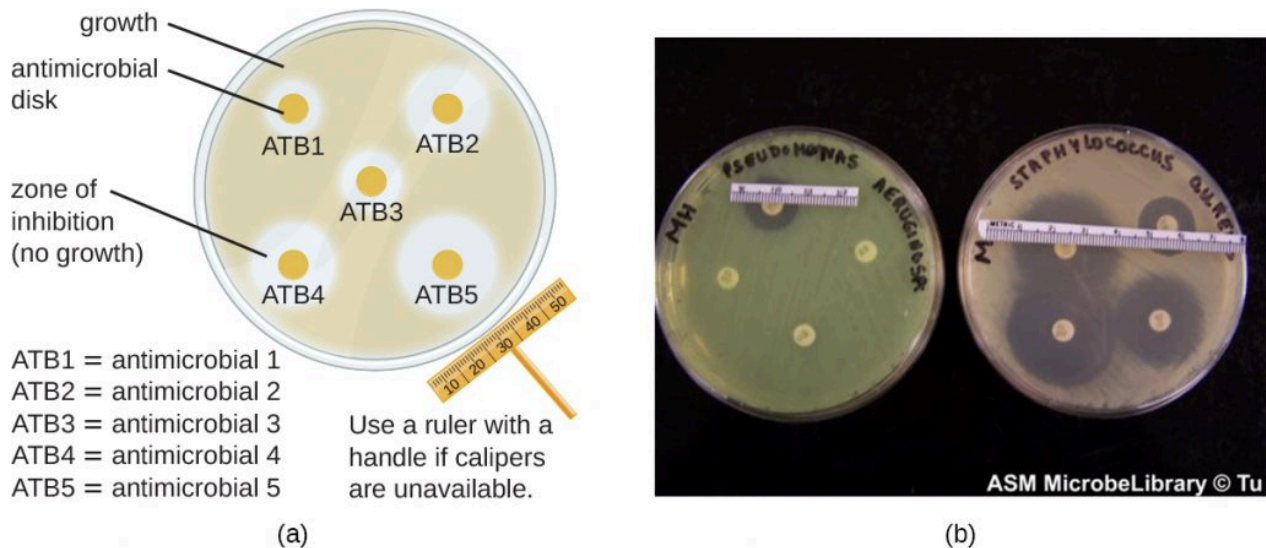 growth
antimicrobial
disk
ATB1
ATB2
ATB3
zone of
inhibition
(no growth)
ATB4
ATB5
10 20 30 40 50
ATB1 = antimicrobial 1
ATB2 = antimicrobial 2
ATB3 = antimicrobial 3
ATB4 = antimicrobial 4
ATB5 = antimicrobial 5
Use a ruler with a
handle if calipers
are unavailable.
(a)
MH
PSEUDOMONAS
AERUGINOSA
M
STAPHYLOCOCCUS
METRIC
ASM MicrobeLibrary © Tu
(b)